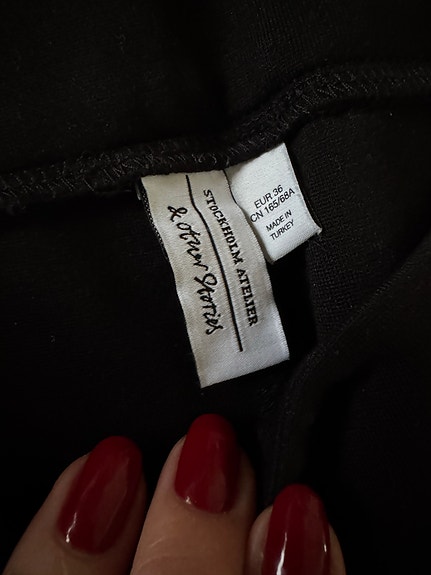 STOCKHOLM ATELIER
& other Stories
EUR 36
CN 165/68A
MADE IN
TURKEY